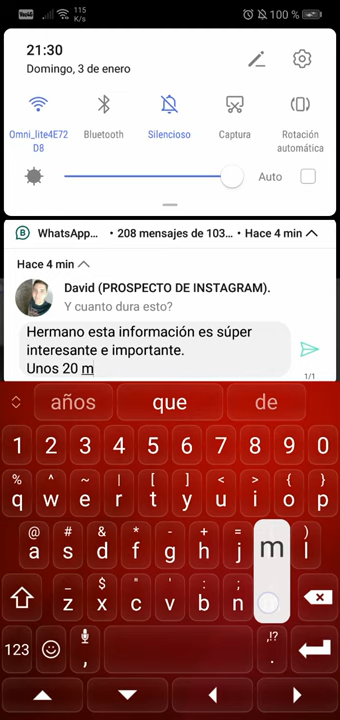 115
K/s
100 %
21:30
Domingo, 3 de enero
Omni_lite4E72
D8
Bluetooth
Silencioso
Captura
Rotación
automática
Auto
WhatsApp... • 208 mensajes de 103... • Hace 4 min
Hace 4 min
David (PROSPECTO DE INSTAGRAM).
Y cuanto dura esto?
Hermano esta información es súper
interesante e importante.
Unos 20 m
1/1
años que de
1 2 3 4 5 6 7 8 9 0
% ^ ~ | [ ] < > { }
q w e r t y u i o p
@ # & * - + = )
a s d f g h j m l
_ $ " ' : ;
z x c v b n
123 , ,!? .